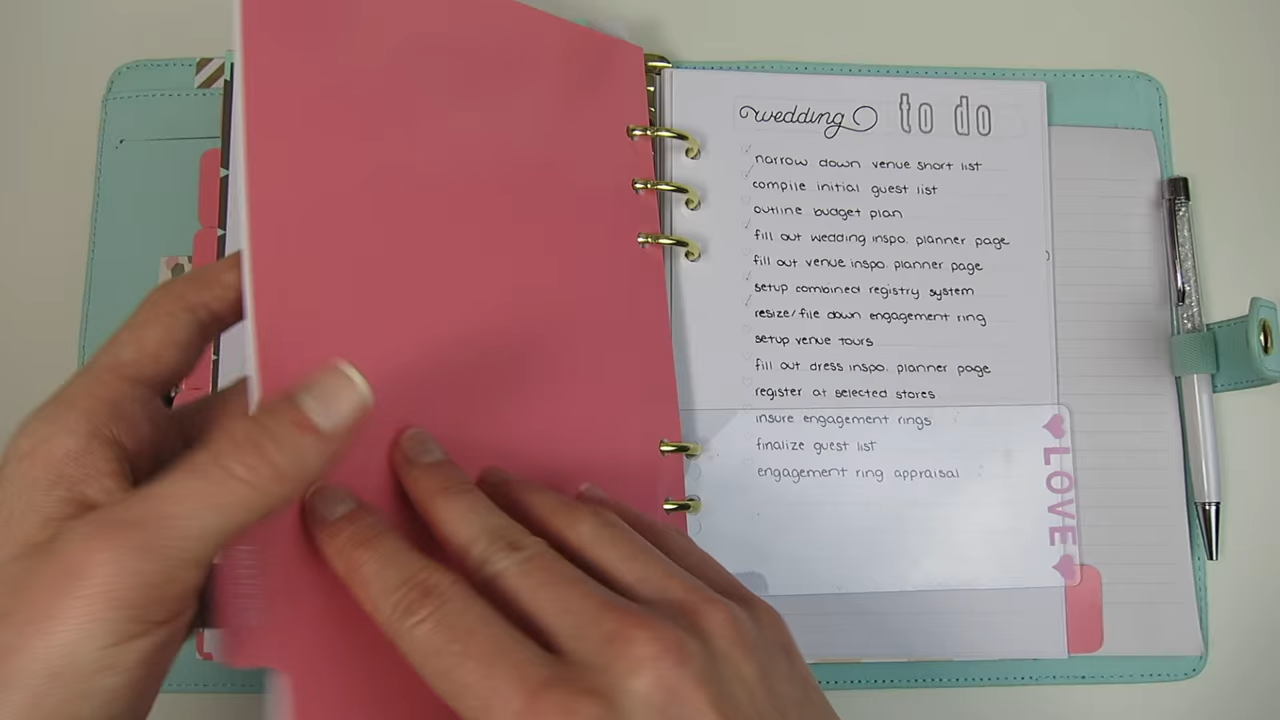 wedding to do
narrow down venue short list
compile initial guest list
outline budget plan
fill out wedding inspo. planner page
fill out venue inspo. planner page
setup combined registry system
resize/file down engagement ring
setup venue tours
fill out dress inspo. planner page
register at selected stores
insure engagement rings
finalize guest list
engagement ring appraisal
LOVE